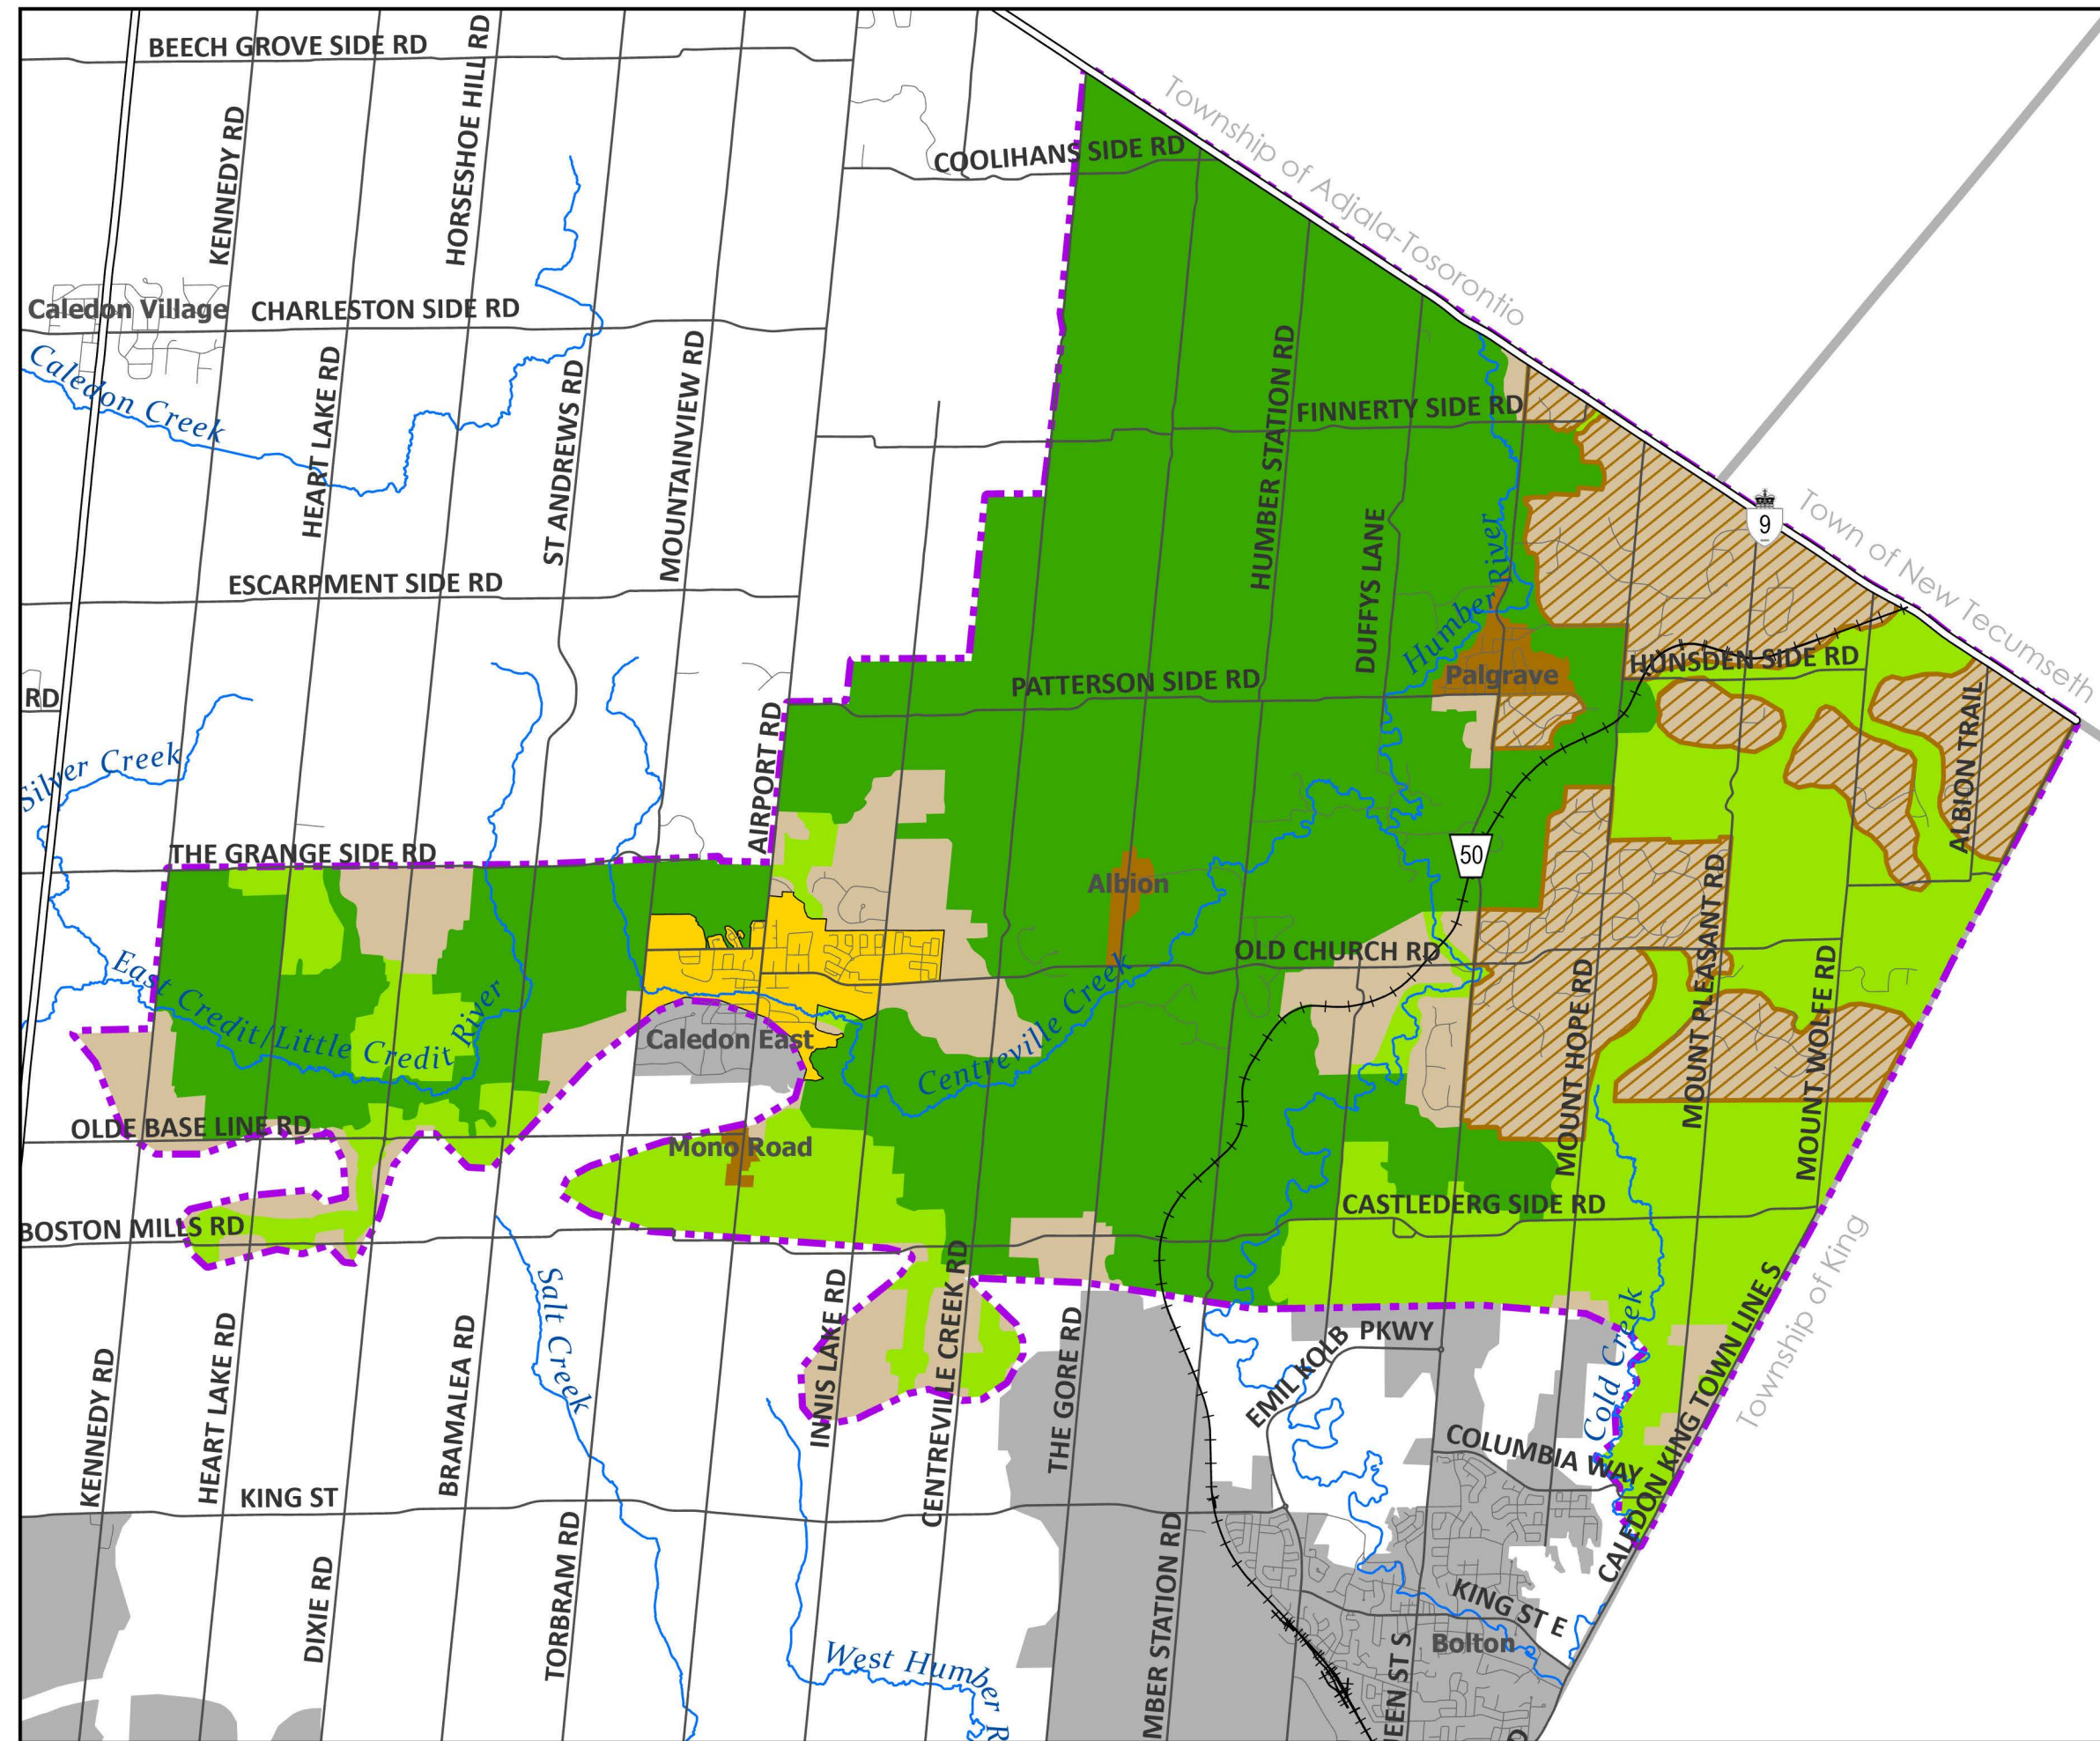 BEECH GROVE SIDE RD
KENNEDY RD
HORSESHOE HILL RD
COOLIHANS SIDE RD
Township of Adjala-Tosorontio
Caledon Village
CHARLESTON SIDE RD
Caledon Creek
HEART LAKE RD
ST ANDREWS RD
MOUNTAINVIEW RD
HUMBER STATION RD
FINNERTY SIDE RD
9
Town of New Tecumseth
ESCARPMENT SIDE RD
DUFFYS LANE
Humber River
RD
PATTERSON SIDE RD
Palgrave
HUNSDEN SIDE RD
Silver Creek
AIRPORT RD
ALBION TRAIL
THE GRANGE SIDE RD
50
Albion
MOUNT PLEASANT RD
East Credit/Little Credit River
OLD CHURCH RD
MOUNT HOPE RD
MOUNT WOLFE RD
Caledon East
Centreville Creek
OLDE BASE LINE RD
Mono Road
BOSTON MILLS RD
CASTLEDERG SIDE RD
Salt Creek
KENNEDY RD
HEART LAKE RD
BRAMALEA RD
INNIS LAKE RD
CENTREVILLE CREEK RD
THE GORE RD
EMIL KOLB PKWY
Cold Creek
CALEDON KING TOWN LINE S
Township of King
COLUMBIA WAY
KING ST
DIXIE RD
TORBRAM RD
MBER STATION RD
KING ST E
Bolton
West Humber R
EEN ST S
D